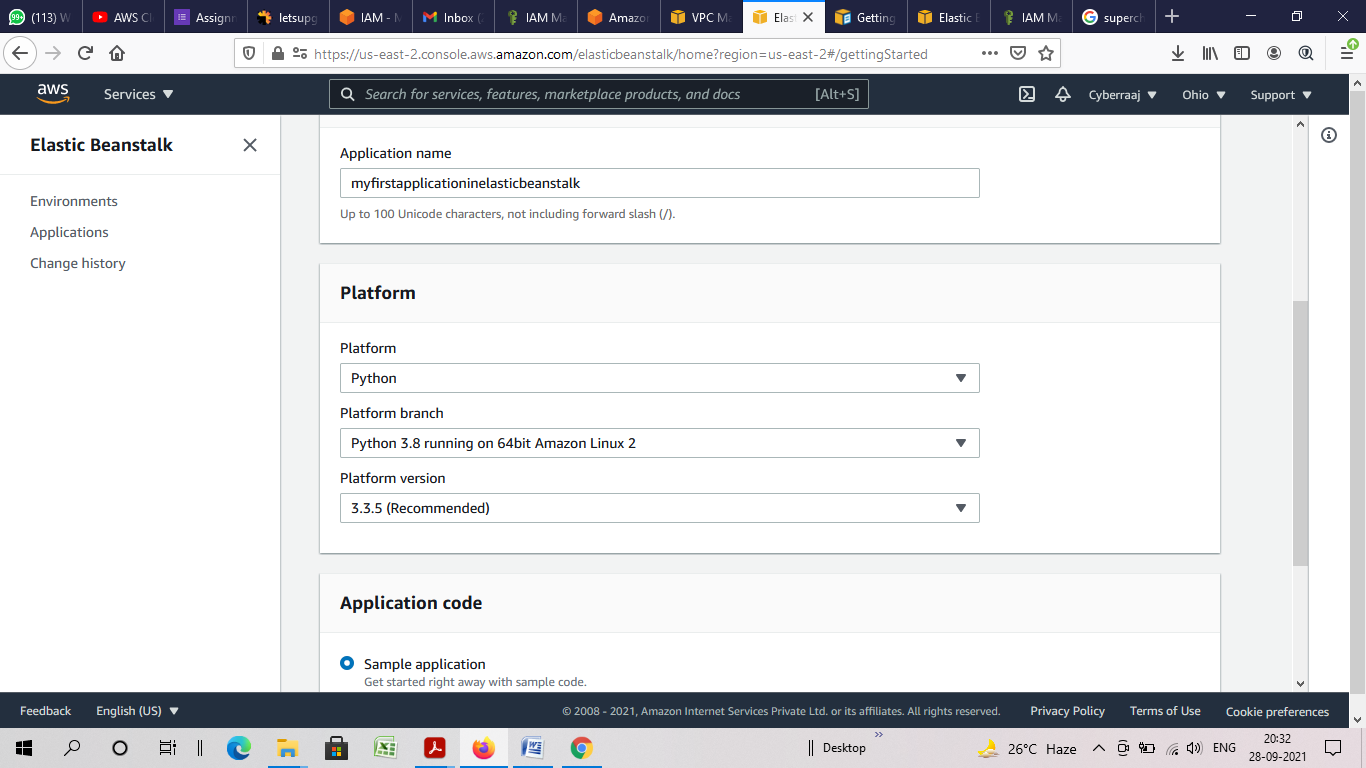 (113) W
AWS Cl
Assignm
letsupg
IAM - M
Inbox (
IAM Ma
Amazo
VPC Ma
Elas
Getting
Elastic B
IAM Ma
superch
https://us-east-2.console.aws.amazon.com/elasticbeanstalk/home?region=us-east-2#/gettingStarted
aws
Services
Search for services, features, marketplace products, and docs
[Alt+S]
Cyberraaj
Ohio
Support
Elastic Beanstalk
Environments
Applications
Change history
Application name
myfirstapplicationinelasticbeanstalk
Up to 100 Unicode characters, not including forward slash (/).
Platform
Platform
Python
Platform branch
Python 3.8 running on 64bit Amazon Linux 2
Platform version
3.3.5 (Recommended)
Application code
Sample application
Get started right away with sample code.
Feedback
English (US)
© 2008 - 2021, Amazon Internet Services Private Ltd. or its affiliates. All rights reserved.
Privacy Policy
Terms of Use
Cookie preferences
Desktop
26°C Haze
ENG
20:32
28-09-2021